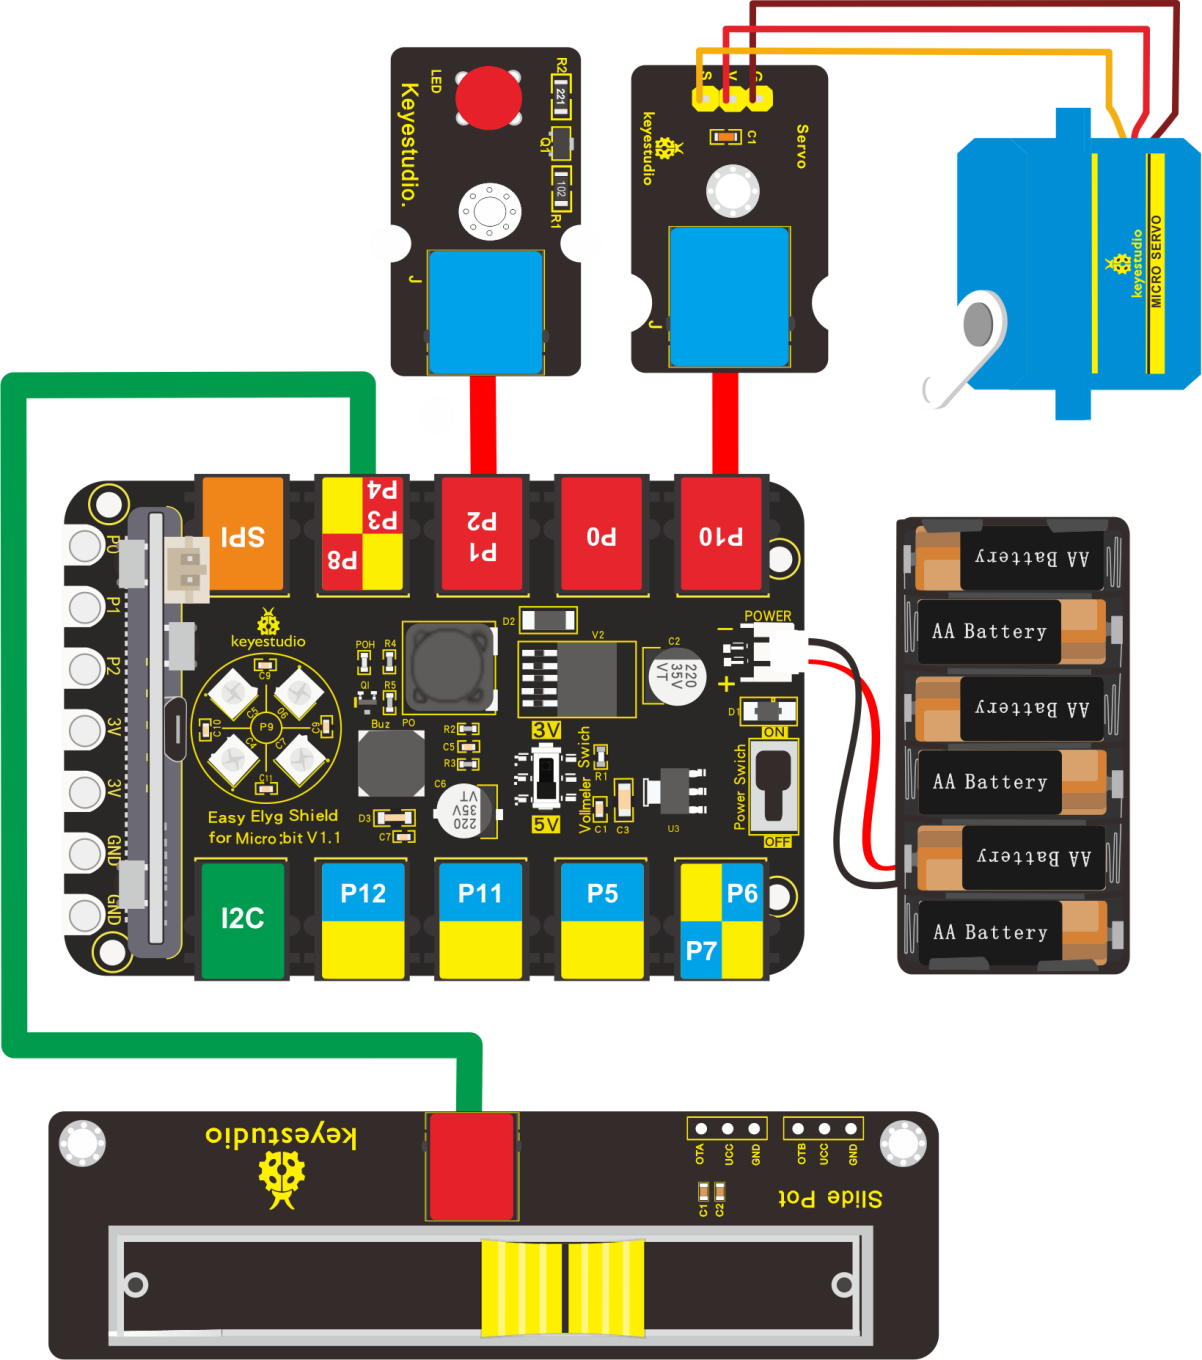 LED
Keyestudio.
R2
221
Q1
102
R1
J
S V G
keyestudio
C1
Servo
J
keyestudio
MICRO SERVO
SPI
P4
P3
P8
P2
P1
P0
P10
P0
P1
P2
3V
3V
GND
GND
keyestudio
C9
C5
C10
P9
C4
C7
C11
Easy Elyg Shield
for Micro:bit V1.1
POH
R4
Q1
R5
Buz
PO
R2
C5
R3
C6
220
35V
VT
D3
C7
D2
V2
C2
220
35V
VT
3V
5V
Vollmeler Swich
R1
C1
C3
U3
POWER
−
+
D1
ON
Power Swich
OFF
AA Battery
AA Battery
AA Battery
AA Battery
AA Battery
AA Battery
I2C
P12
P11
P5
P6
P7
keyestudio
OTA
UCC
GND
OTB
UCC
GND
C1
C2
Slide Pot